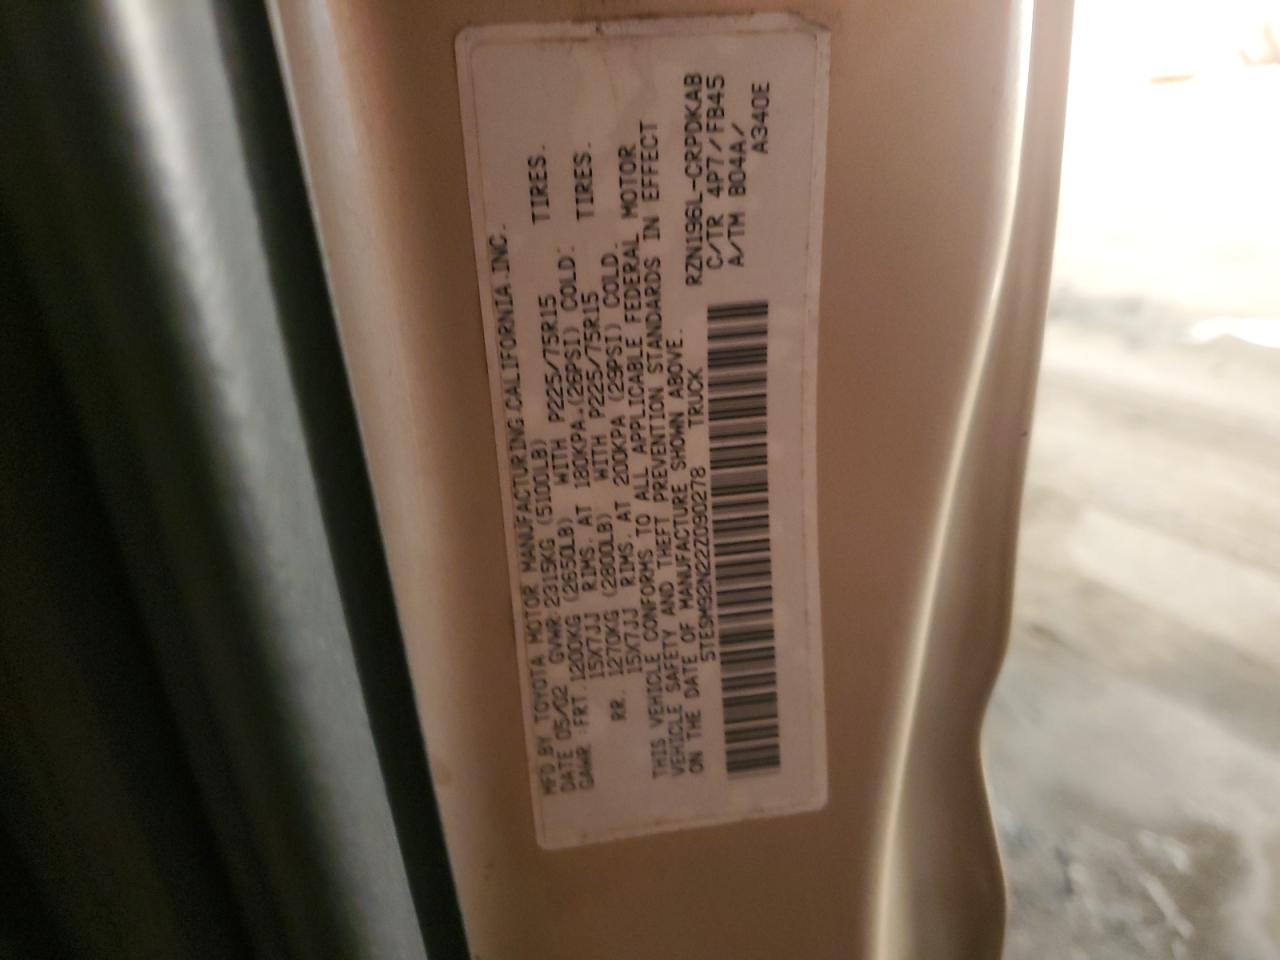 MFD.BY TOYOTA MOTOR MANUFACTURING.CALIFORNIA.INC.
DATE 05/02 GVWR:2315KG (5100LB)
GAWR :FRT.1200KG (2650LB) WITH P225/75R15 TIRES.
15X7JJ RIMS. AT 180KPA.(26PSI) COLD:
RR. 1270KG (2800LB) WITH P225/75R15 TIRES.
15X7JJ RIMS. AT 200KPA (29PSI) COLD.
THIS VEHICLE CONFORMS TO ALL APPLICABLE FEDERAL MOTOR
VEHICLE SAFETY AND THEFT PREVENTION STANDARDS IN EFFECT
ON THE DATE OF MANUFACTURE SHOWN ABOVE.
5TESM92N22Z090278 TRUCK
RZN196L-CRPDKAB
C/TR 4P7/FB45
A/TM B04A/
A340E